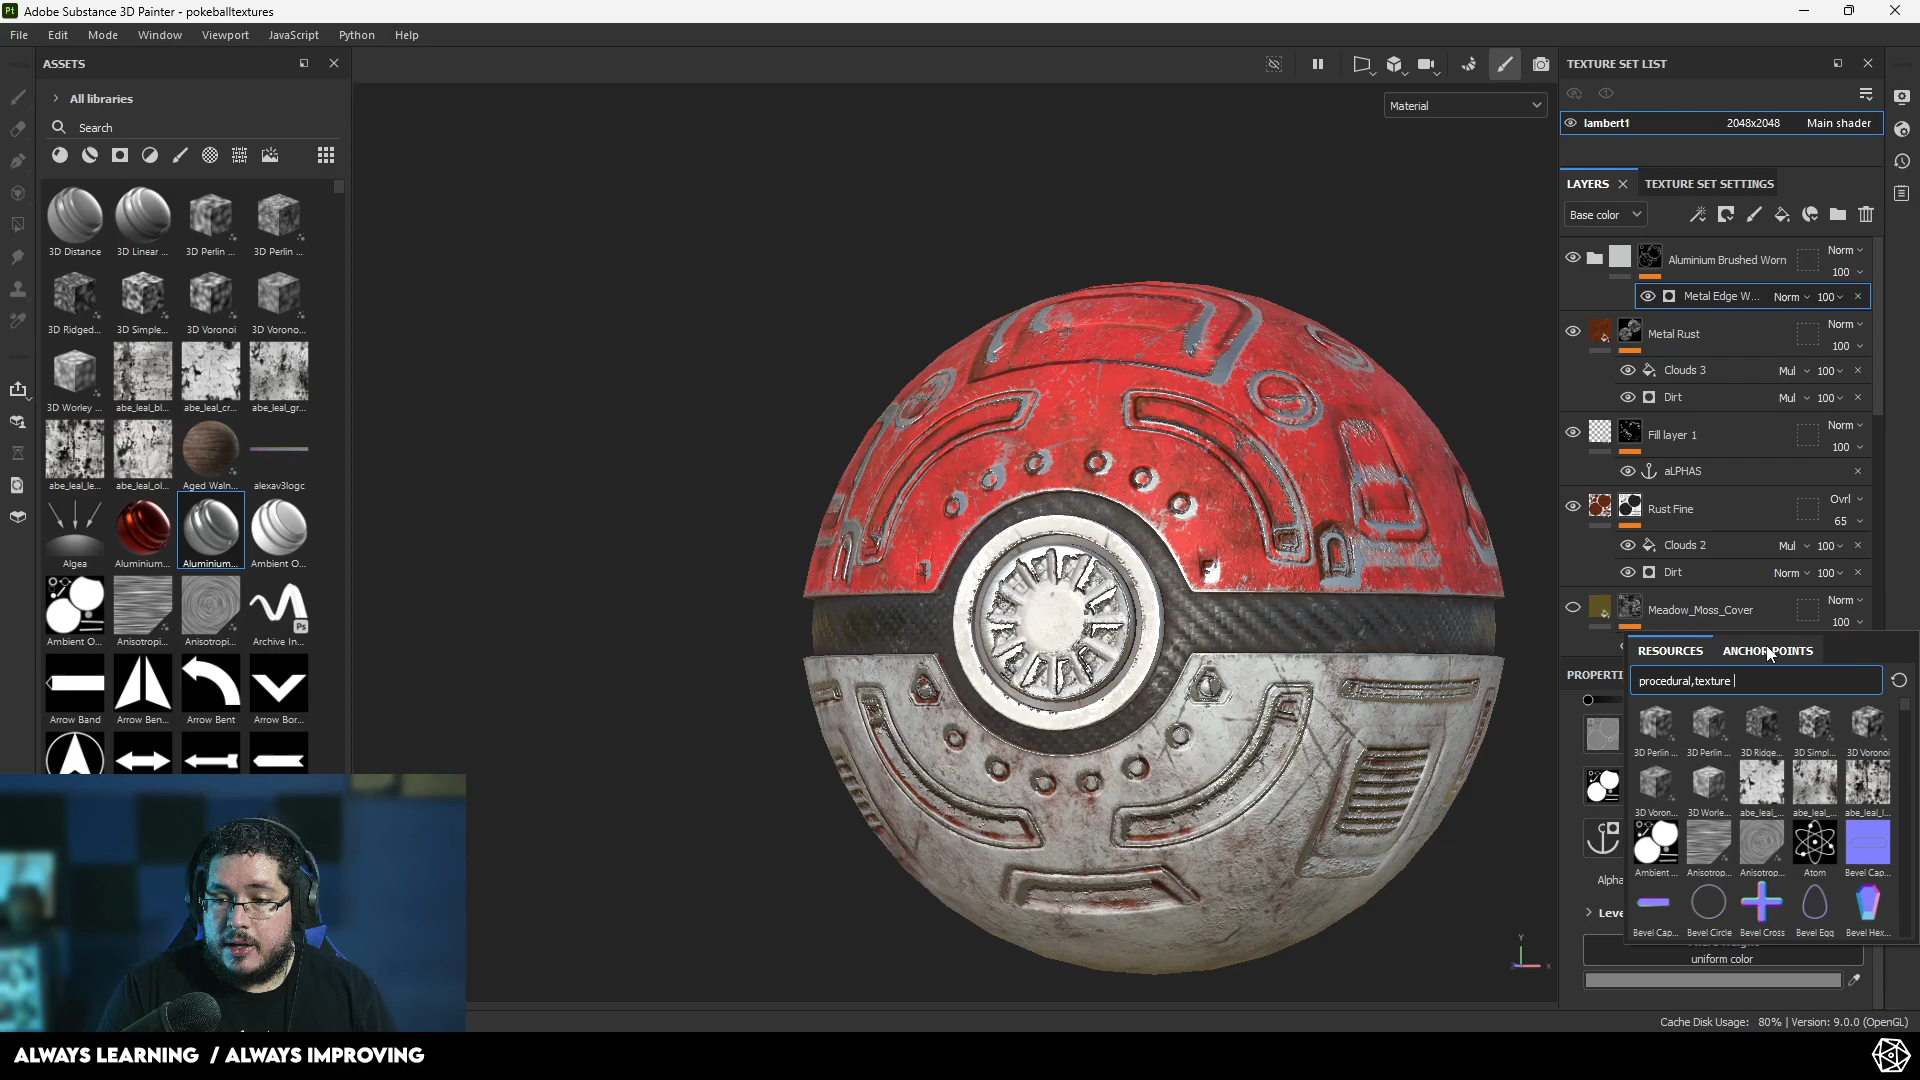 Pt Adobe Substance 3D Painter - pokeballtextures
File Edit Mode Window Viewport JavaScript Python Help
ASSETS
All libraries
Search
3D Distance 3D Linear ... 3D Perlin ... 3D Perlin ...
3D Ridged... 3D Simple... 3D Voronoi 3D Vorono...
3D Worley ... abe_leal_bl... abe_leal_cr... abe_leal_gr...
abe_leal_le... abe_leal_ol... Aged Waln... alexav3logc
Algea Aluminium... Aluminium... Ambient O...
Ps
Ambient O... Anisotropi... Anisotropi... Archive In...
Arrow Band Arrow Ben... Arrow Bent Arrow Bor...
Material
TEXTURE SET LIST
lambert1 2048x2048 Main shader
LAYERS TEXTURE SET SETTINGS
Base color
Aluminium Brushed Worn Norm 100
Metal Edge W... Norm 100
Metal Rust Norm 100
Clouds 3 Mul 100
Dirt Mul 100
Fill layer 1 Norm 100
aLPHAS
Rust Fine Ovrl 65
Clouds 2 Mul 100
Dirt Norm 100
Meadow_Moss_Cover Norm 100
PROPERTI
Alpha
Leve
uniform color
RESOURCES ANCHOR POINTS
procedural,texture
3D Perlin ... 3D Perlin ... 3D Ridge... 3D Simpl... 3D Voronoi
3D Voron... 3D Worle... abe_leal_... abe_leal_... abe_leal_l...
Ambient ... Anisotrop... Anisotrop... Atom Bevel Cap...
Bevel Cap... Bevel Circle Bevel Cross Bevel Egg Bevel Hex...
Y
X
Cache Disk Usage: 80% | Version: 9.0.0 (OpenGL)
ALWAYS LEARNING / ALWAYS IMPROVING